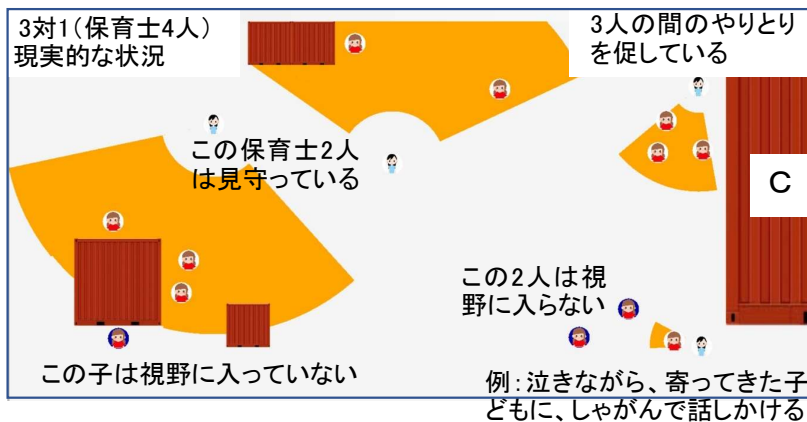 3対1(保育士4人)
現実的な状況
3人の間のやりとり
を促している
この保育士2人
は見守っている
C
この2人は視
野に入らない
この子は視野に入っていない
例：泣きながら、寄ってきた子
どもに、しゃがんで話しかける